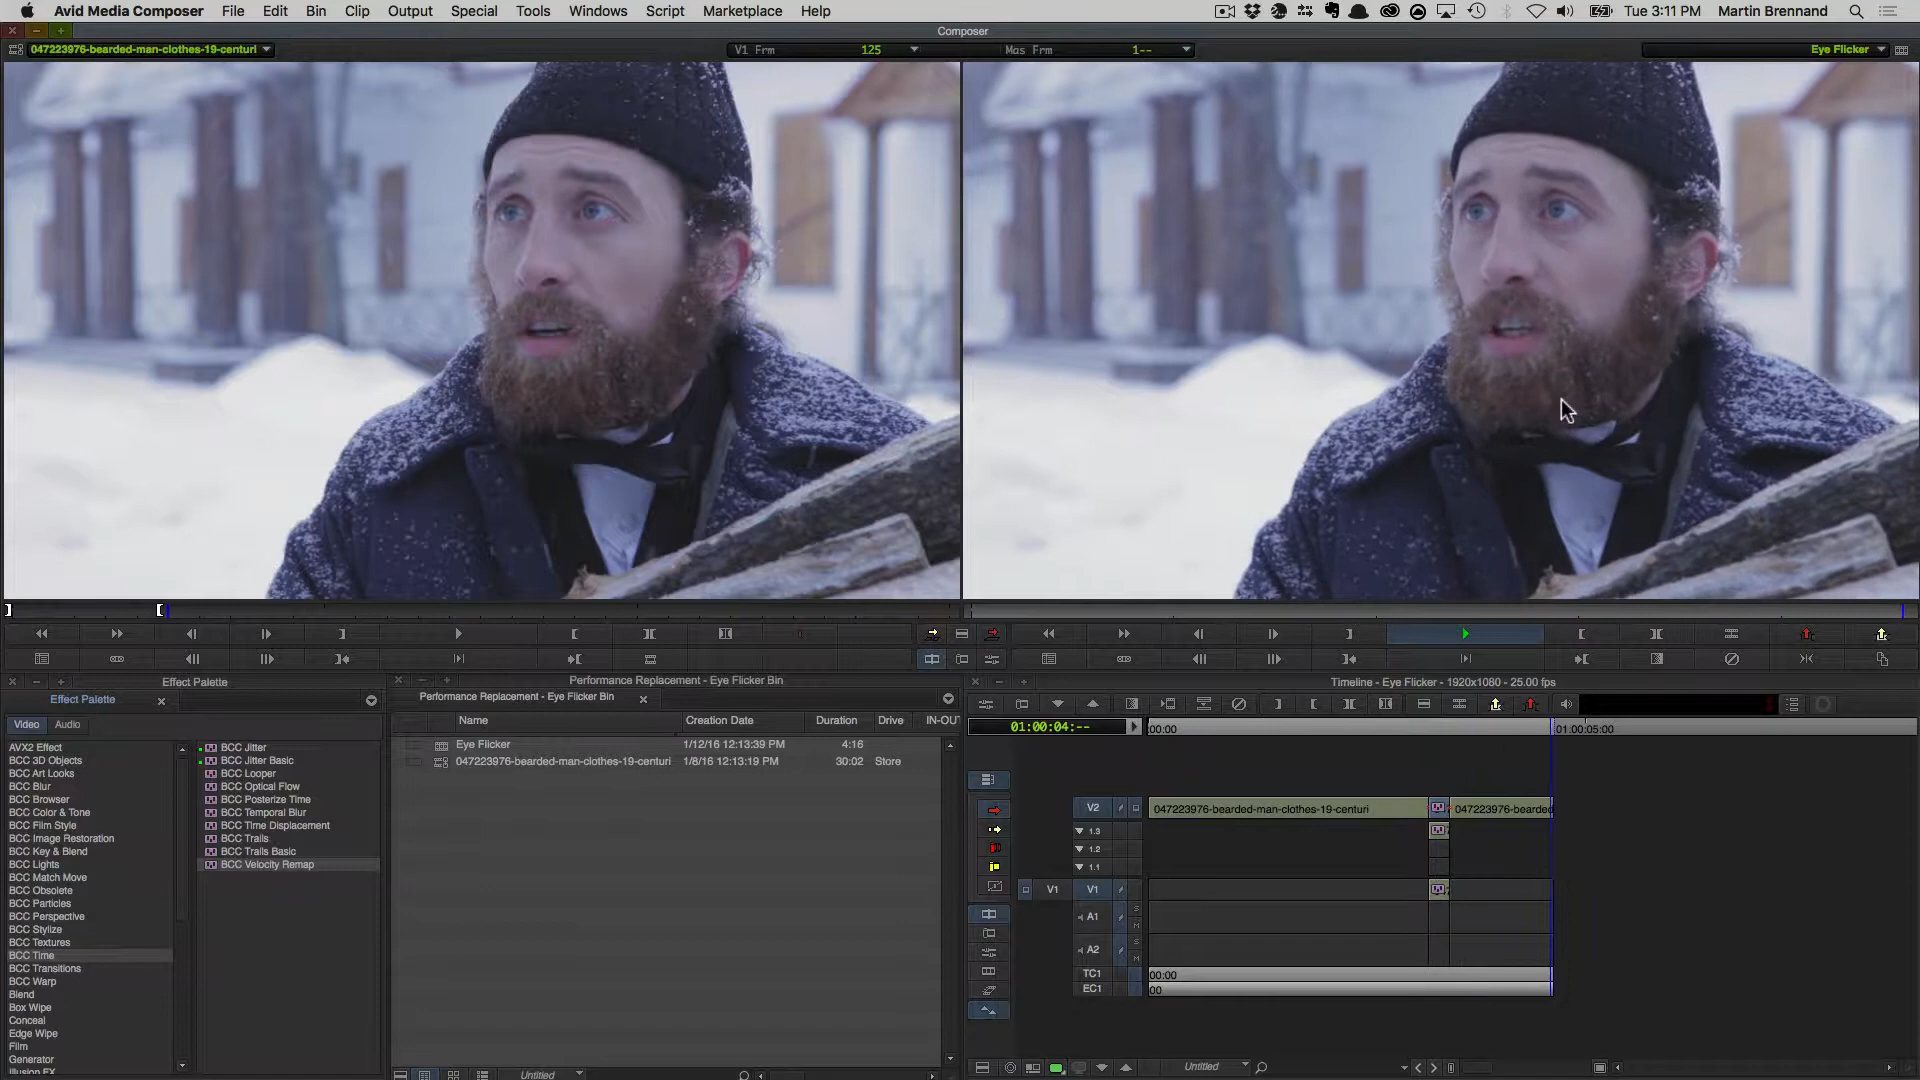 Avid Media Composer File Edit Bin Clip Output Special Tools Windows Script Marketplace Help Tue 3:11 PM Martin Brennand
Composer
047223976-bearded-man-clothes-19-centuri V1 Frm 125 Mas Frm 1-- Eye Flicker
Effect Palette
Effect Palette
Video Audio
AVX2 Effect
BCC 3D Objects
BCC Art Looks
BCC Blur
BCC Browser
BCC Color & Tone
BCC Film Style
BCC Image Restoration
BCC Key & Blend
BCC Lights
BCC Match Move
BCC Obsolete
BCC Particles
BCC Perspective
BCC Stylize
BCC Textures
BCC Time
BCC Transitions
BCC Warp
Blend
Box Wipe
Conceal
Edge Wipe
Film
Generator
Illusion FX
BCC Jitter
BCC Jitter Basic
BCC Looper
BCC Optical Flow
BCC Posterize Time
BCC Temporal Blur
BCC Time Displacement
BCC Trails
BCC Trails Basic
BCC Velocity Remap
Performance Replacement - Eye Flicker Bin
Performance Replacement - Eye Flicker Bin
Name Creation Date Duration Drive IN-OUT
Eye Flicker 1/12/16 12:13:39 PM 4:16
047223976-bearded-man-clothes-19-centuri 1/8/16 12:13:19 PM 30:02 Store
Untitled
Timeline - Eye Flicker - 1920x1080 - 25.00 fps
01:00:04:-- 00:00 01:00:05:00
V2 047223976-bearded-man-clothes-19-centuri 047223976-bearded
1.3
1.2
1.1
V1 V1
A1 S M
A2 S M
TC1 00:00
EC1 00
Untitled